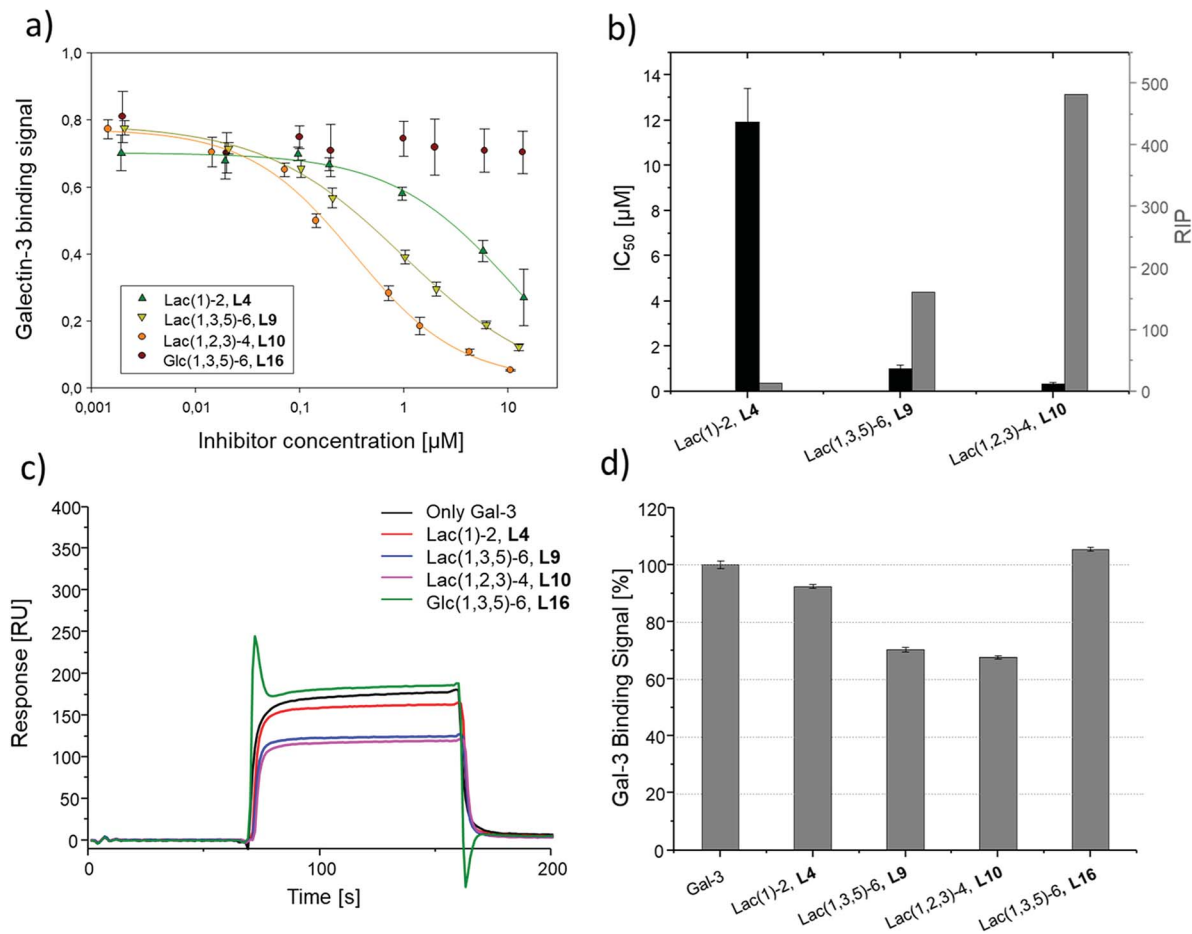 a)
Galectin-3 binding signal
1,0
0,8
0,6
0,4
0,2
0,0
Lac(1)-2, L4
Lac(1,3,5)-6, L9
Lac(1,2,3)-4, L10
Glc(1,3,5)-6, L16
0,001
0,01
0,1
1
10
Inhibitor concentration [µM]
b)
IC50 [µM]
14
12
10
8
6
4
2
0
500
400
300
200
100
0
RIP
Lac(1)-2, L4
Lac(1,3,5)-6, L9
Lac(1,2,3)-4, L10
c)
Response [RU]
400
350
300
250
200
150
100
50
0
Only Gal-3
Lac(1)-2, L4
Lac(1,3,5)-6, L9
Lac(1,2,3)-4, L10
Glc(1,3,5)-6, L16
0
100
200
Time [s]
d)
Gal-3 Binding Signal [%]
120
100
80
60
40
20
0
Gal-3
Lac(1)-2, L4
Lac(1,3,5)-6, L9
Lac(1,2,3)-4, L10
Lac(1,3,5)-6, L16